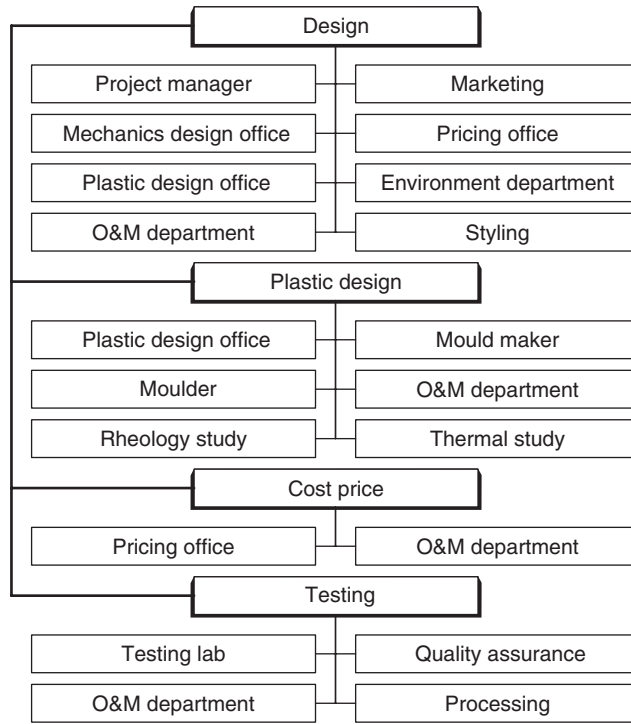 Design
Project manager
Marketing
Mechanics design office
Pricing office
Plastic design office
Environment department
O&M department
Styling
Plastic design
Plastic design office
Mould maker
Moulder
O&M department
Rheology study
Thermal study
Cost price
Pricing office
O&M department
Testing
Testing lab
Quality assurance
O&M department
Processing